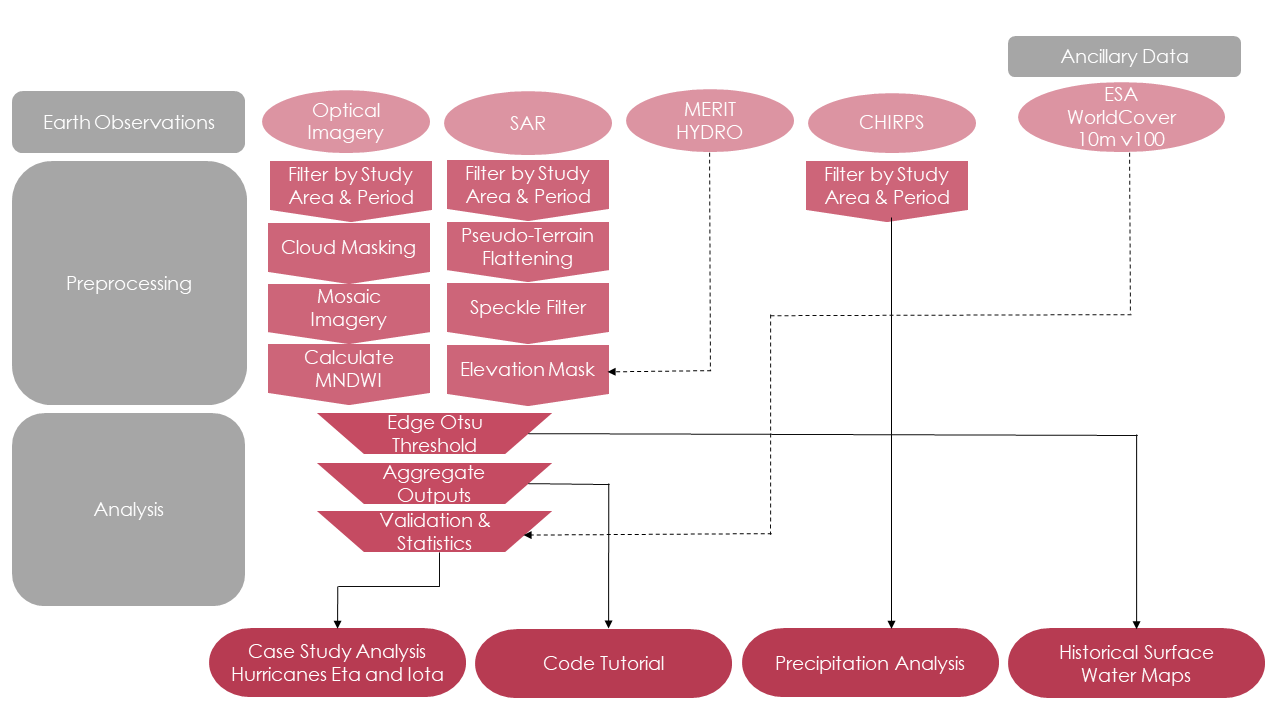 Ancillary Data
Earth Observations
Optical
Imagery
SAR
MERIT
HYDRO
CHIRPS
ESA
WorldCover
10m v100
Preprocessing
Filter by Study
Area & Period
Cloud Masking
Mosaic
Imagery
Calculate
MNDWI
Filter by Study
Area & Period
Pseudo-Terrain
Flattening
Speckle Filter
Elevation Mask
Filter by Study
Area & Period
Analysis
Edge Otsu
Threshold
Aggregate
Outputs
Validation &
Statistics
Case Study Analysis
Hurricanes Eta and Iota
Code Tutorial
Precipitation Analysis
Historical Surface
Water Maps